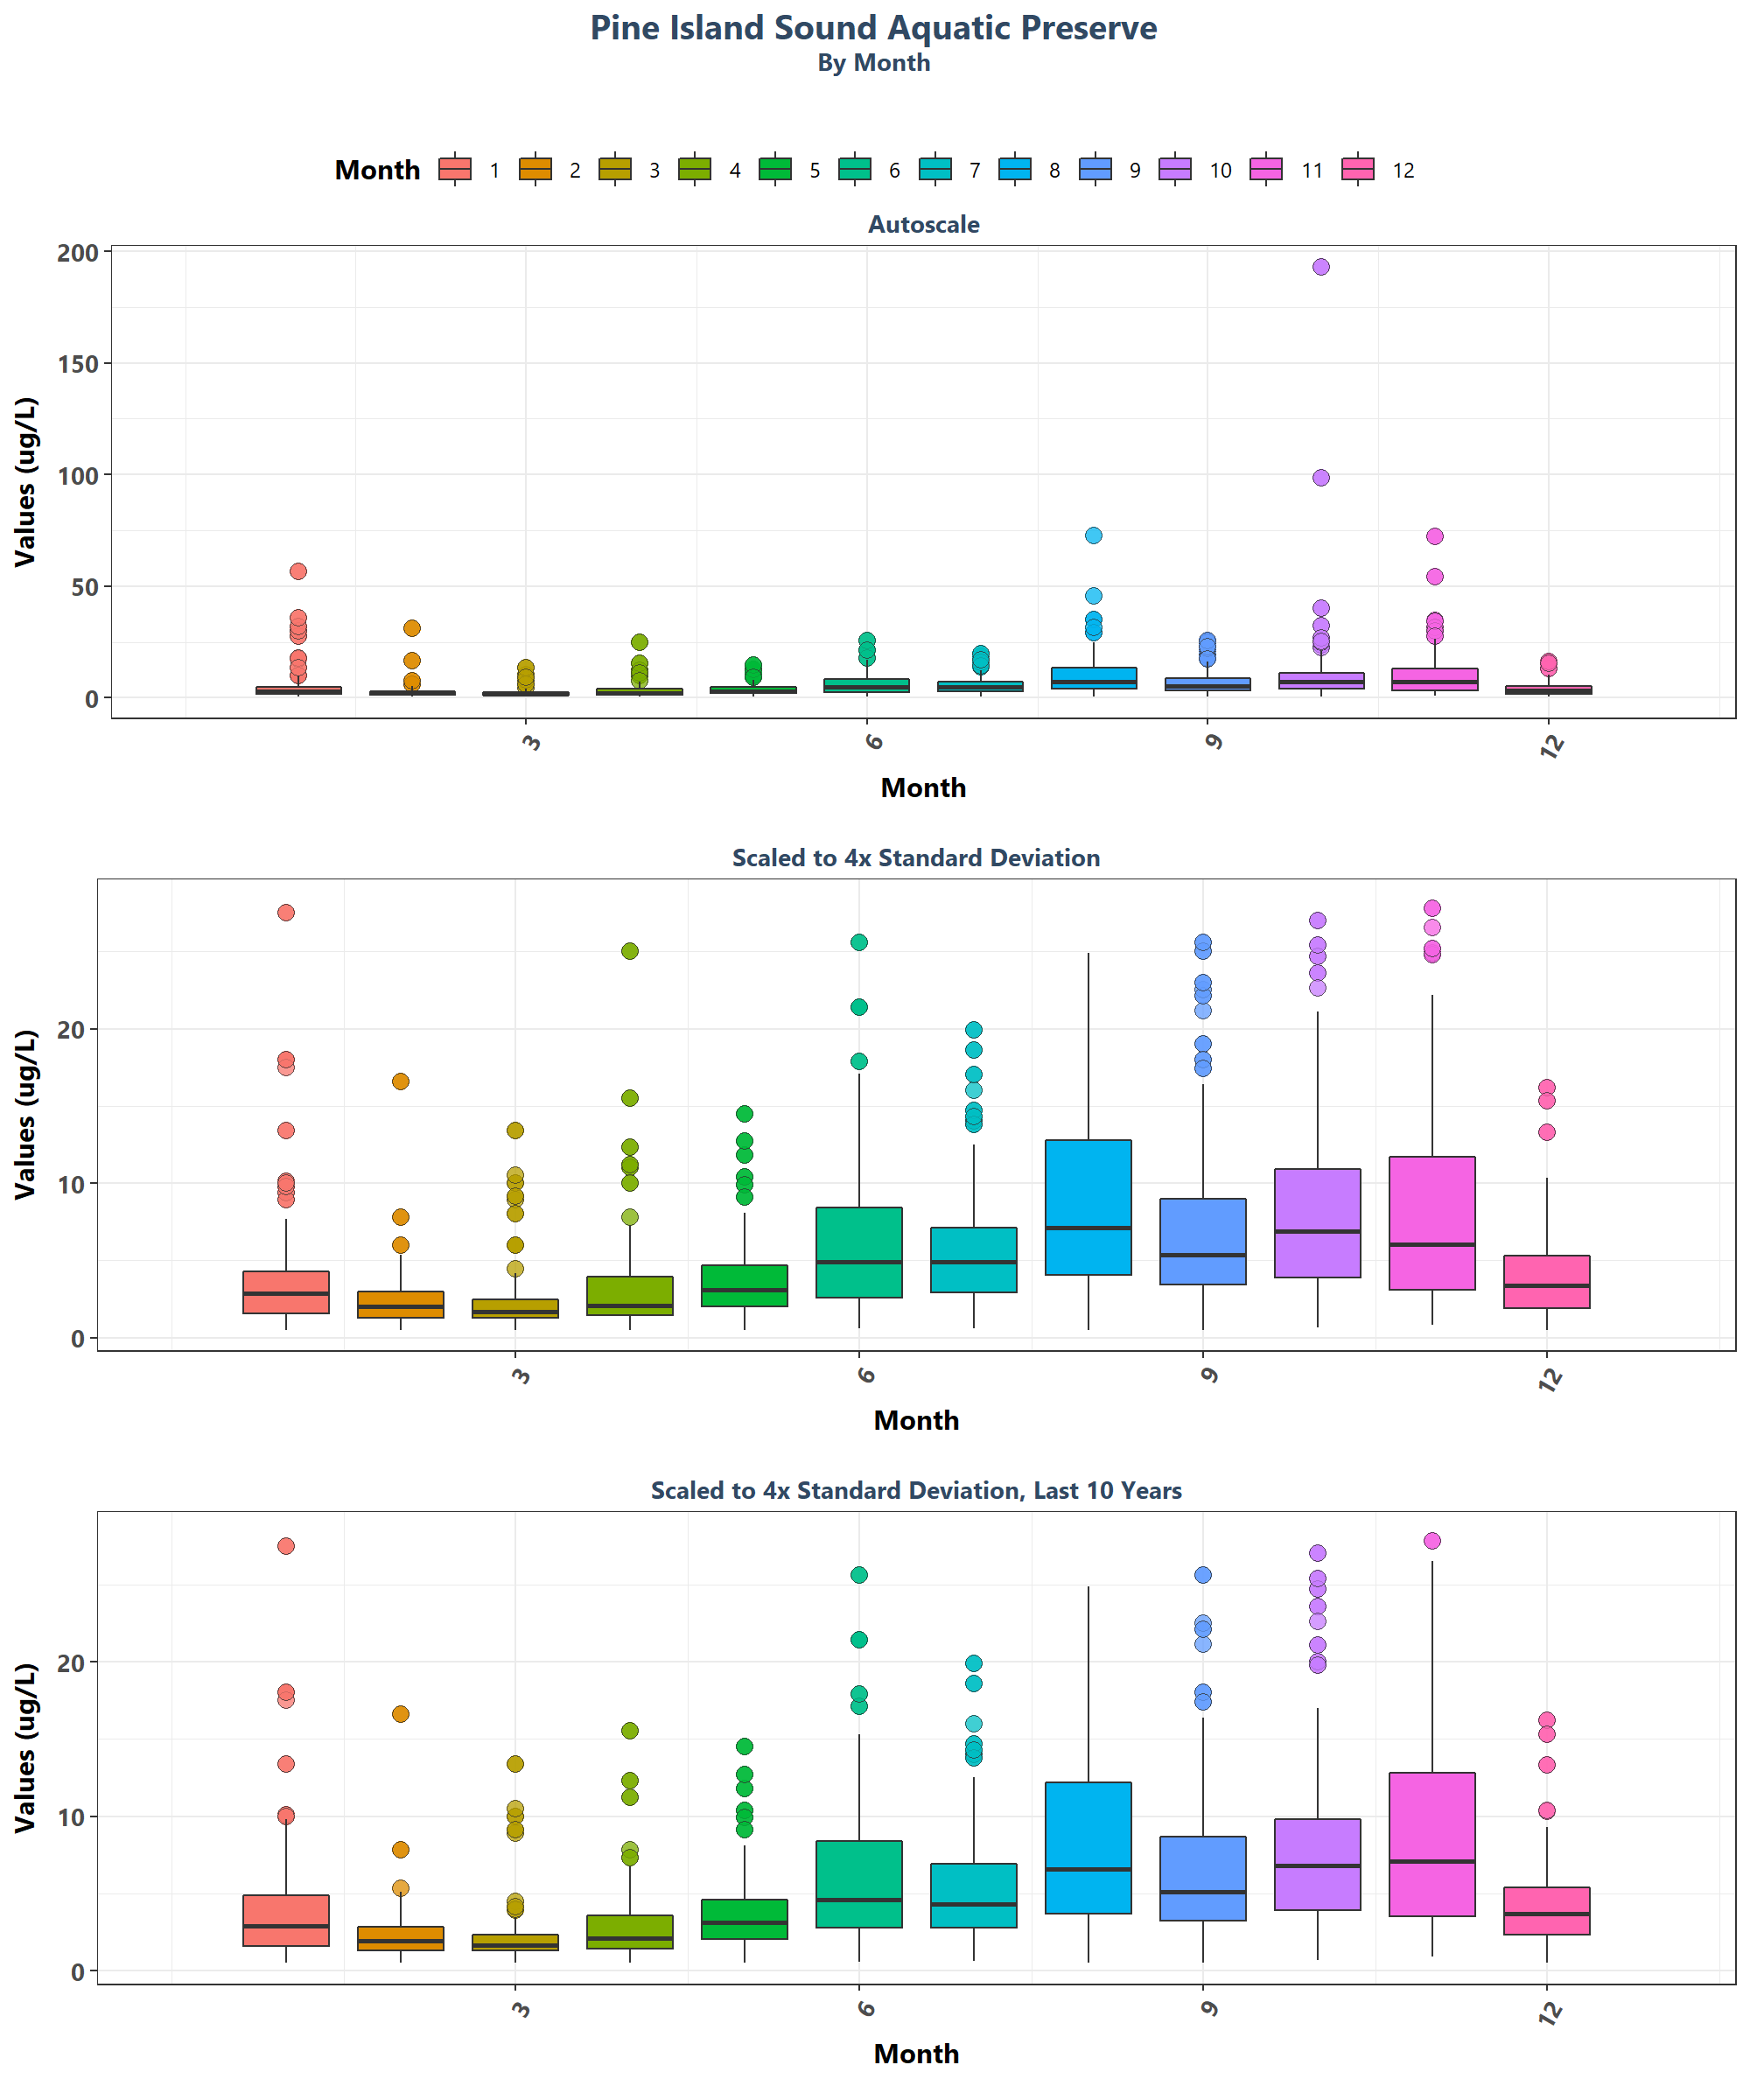 Pine Island Sound Aquatic Preserve
By Month
Month 1 2 3 4 5 6 7 8 9 10 11 12
Autoscale
200
150
100
50
0
Values (ug/L)
3 6 9 12
Month
Scaled to 4x Standard Deviation
20
10
0
Values (ug/L)
3 6 9 12
Month
Scaled to 4x Standard Deviation, Last 10 Years
20
10
0
Values (ug/L)
3 6 9 12
Month